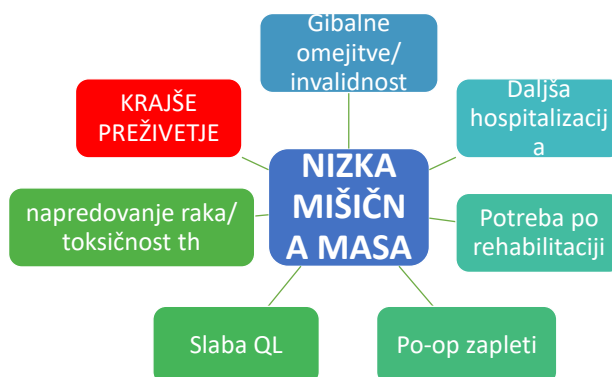 Gibalne
omejitve/
invalidnost
KRAJŠE
PREŽIVETJE
Daljša
hospitalizacij
a
NIZKA
MIŠIČN
A MASA
napredovanje raka/
toksičnost th
Potreba po
rehabilitaciji
Slaba QL
Po-op zapleti